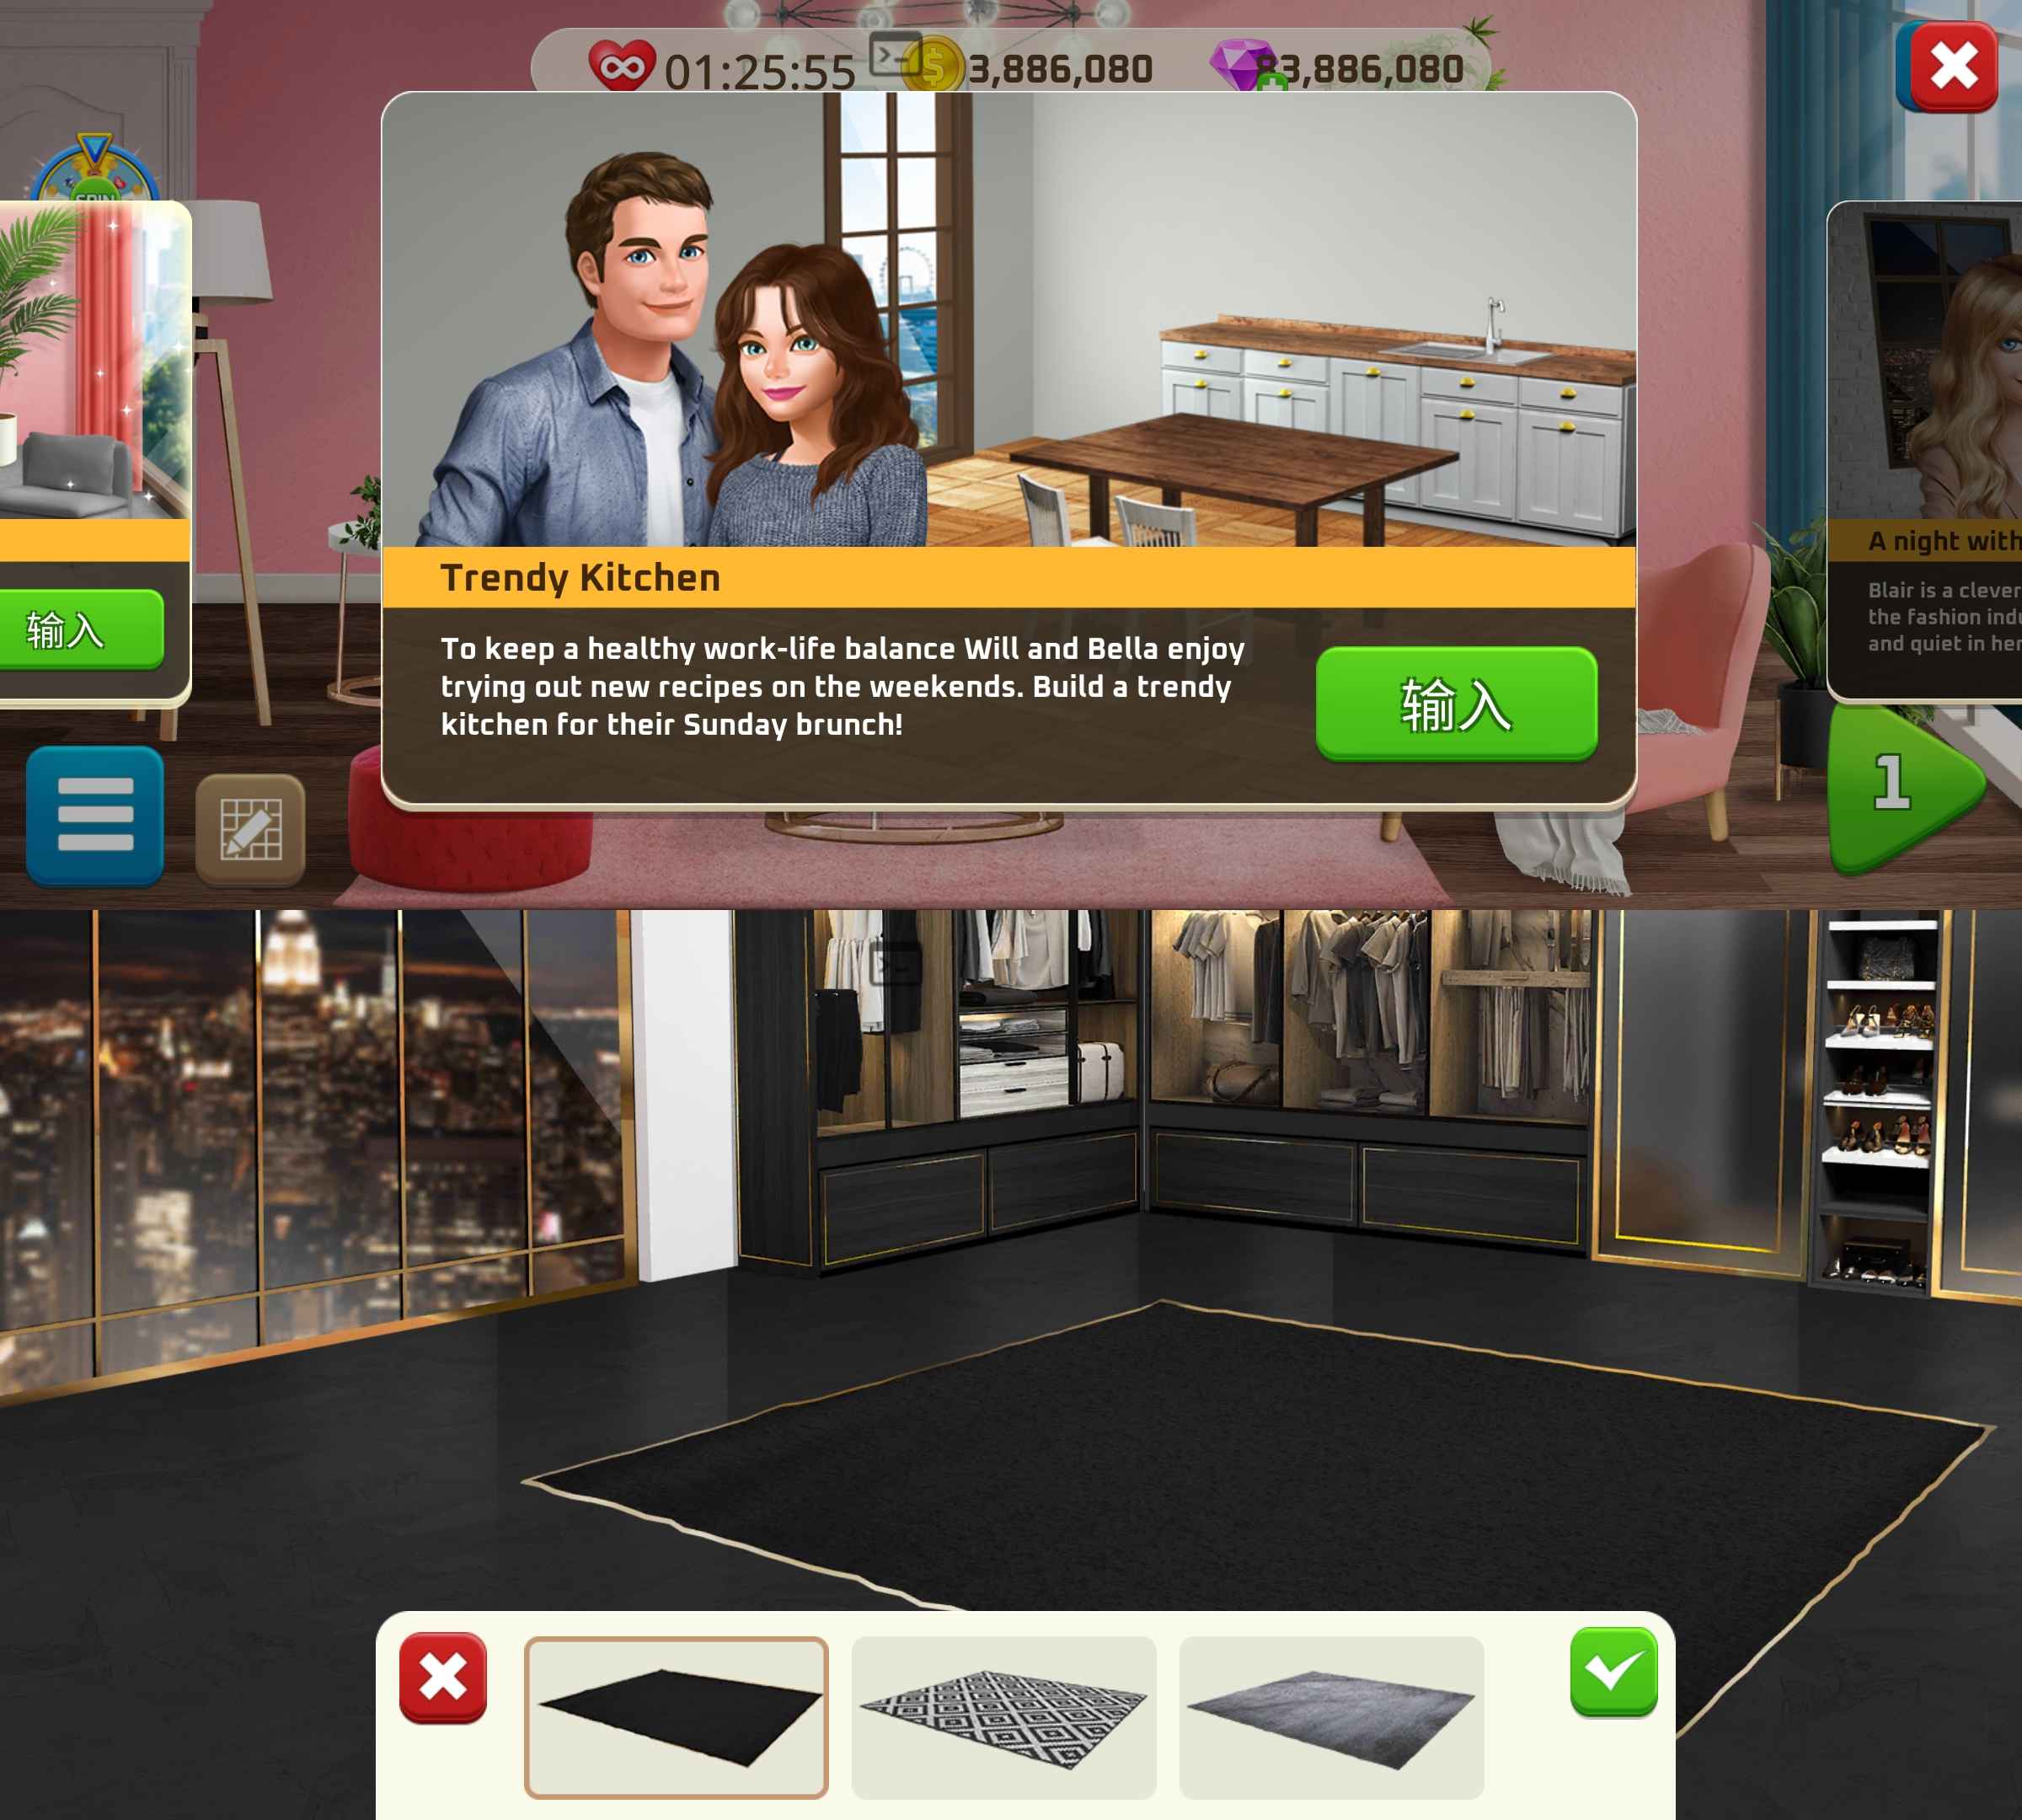 01:25:55
3,886,080
83,886,080
SPIN
Trendy Kitchen
To keep a healthy work-life balance Will and Bella enjoy
trying out new recipes on the weekends. Build a trendy
kitchen for their Sunday brunch!
输入
输入
A night with
Blair is a clever
the fashion
and quiet in her
1